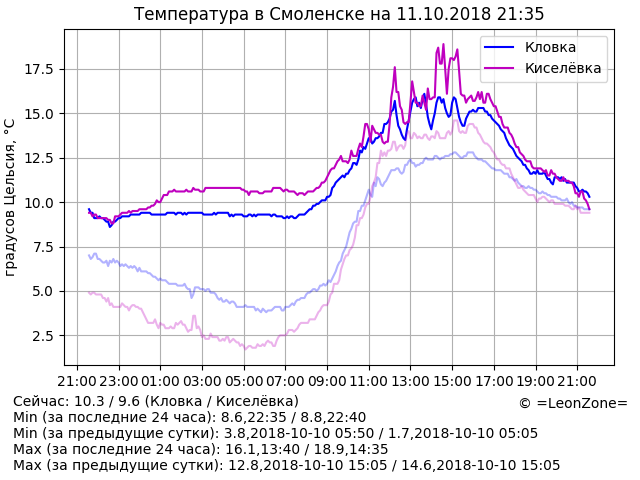 Температура в Смоленске на 11.10.2018 21:35
Кловка
Киселёвка
градусов Цельсия, °C
17.5
15.0
12.5
10.0
7.5
5.0
2.5
21:00 23:00 01:00 03:00 05:00 07:00 09:00 11:00 13:00 15:00 17:00 19:00 21:00
Сейчас: 10.3 / 9.6 (Кловка / Киселёвка)
© =LeonZone=
Min (за последние 24 часа): 8.6,22:35 / 8.8,22:40
Min (за предыдущие сутки): 3.8,2018-10-10 05:50 / 1.7,2018-10-10 05:05
Max (за последние 24 часа): 16.1,13:40 / 18.9,14:35
Max (за предыдущие сутки): 12.8,2018-10-10 15:05 / 14.6,2018-10-10 15:05